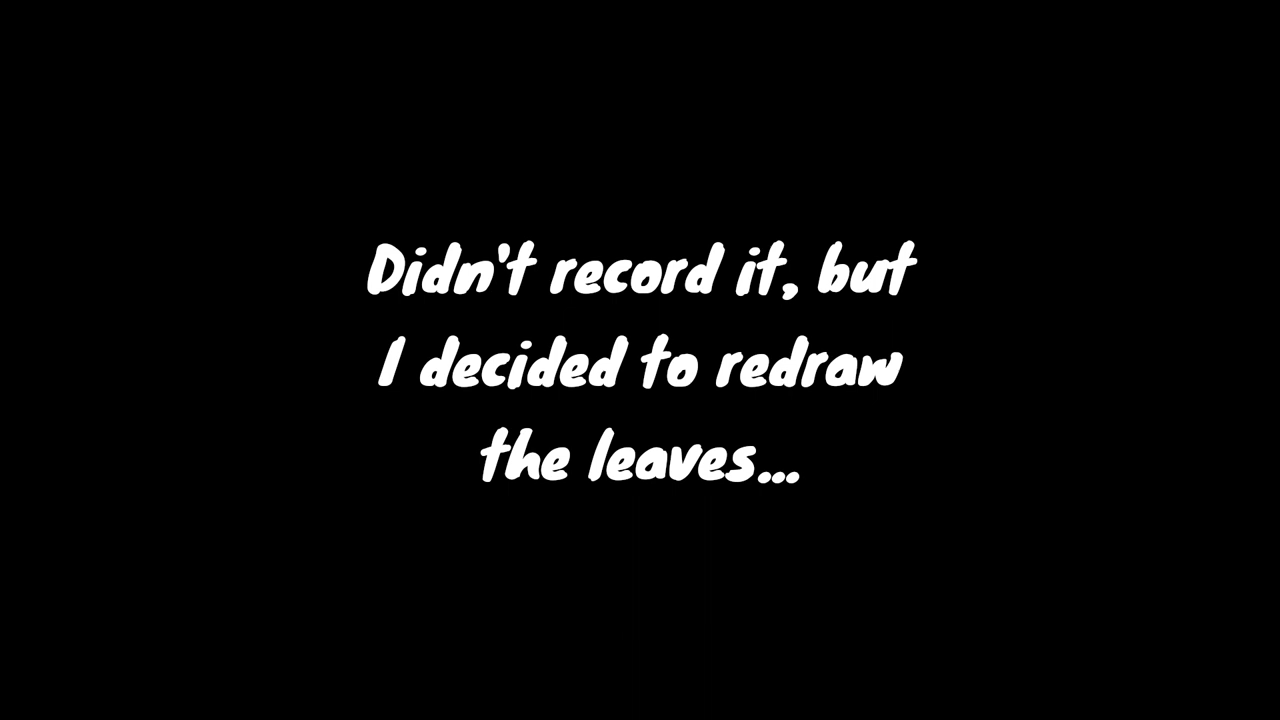 Didn't record it, but
I decided to redraw
the leaves...